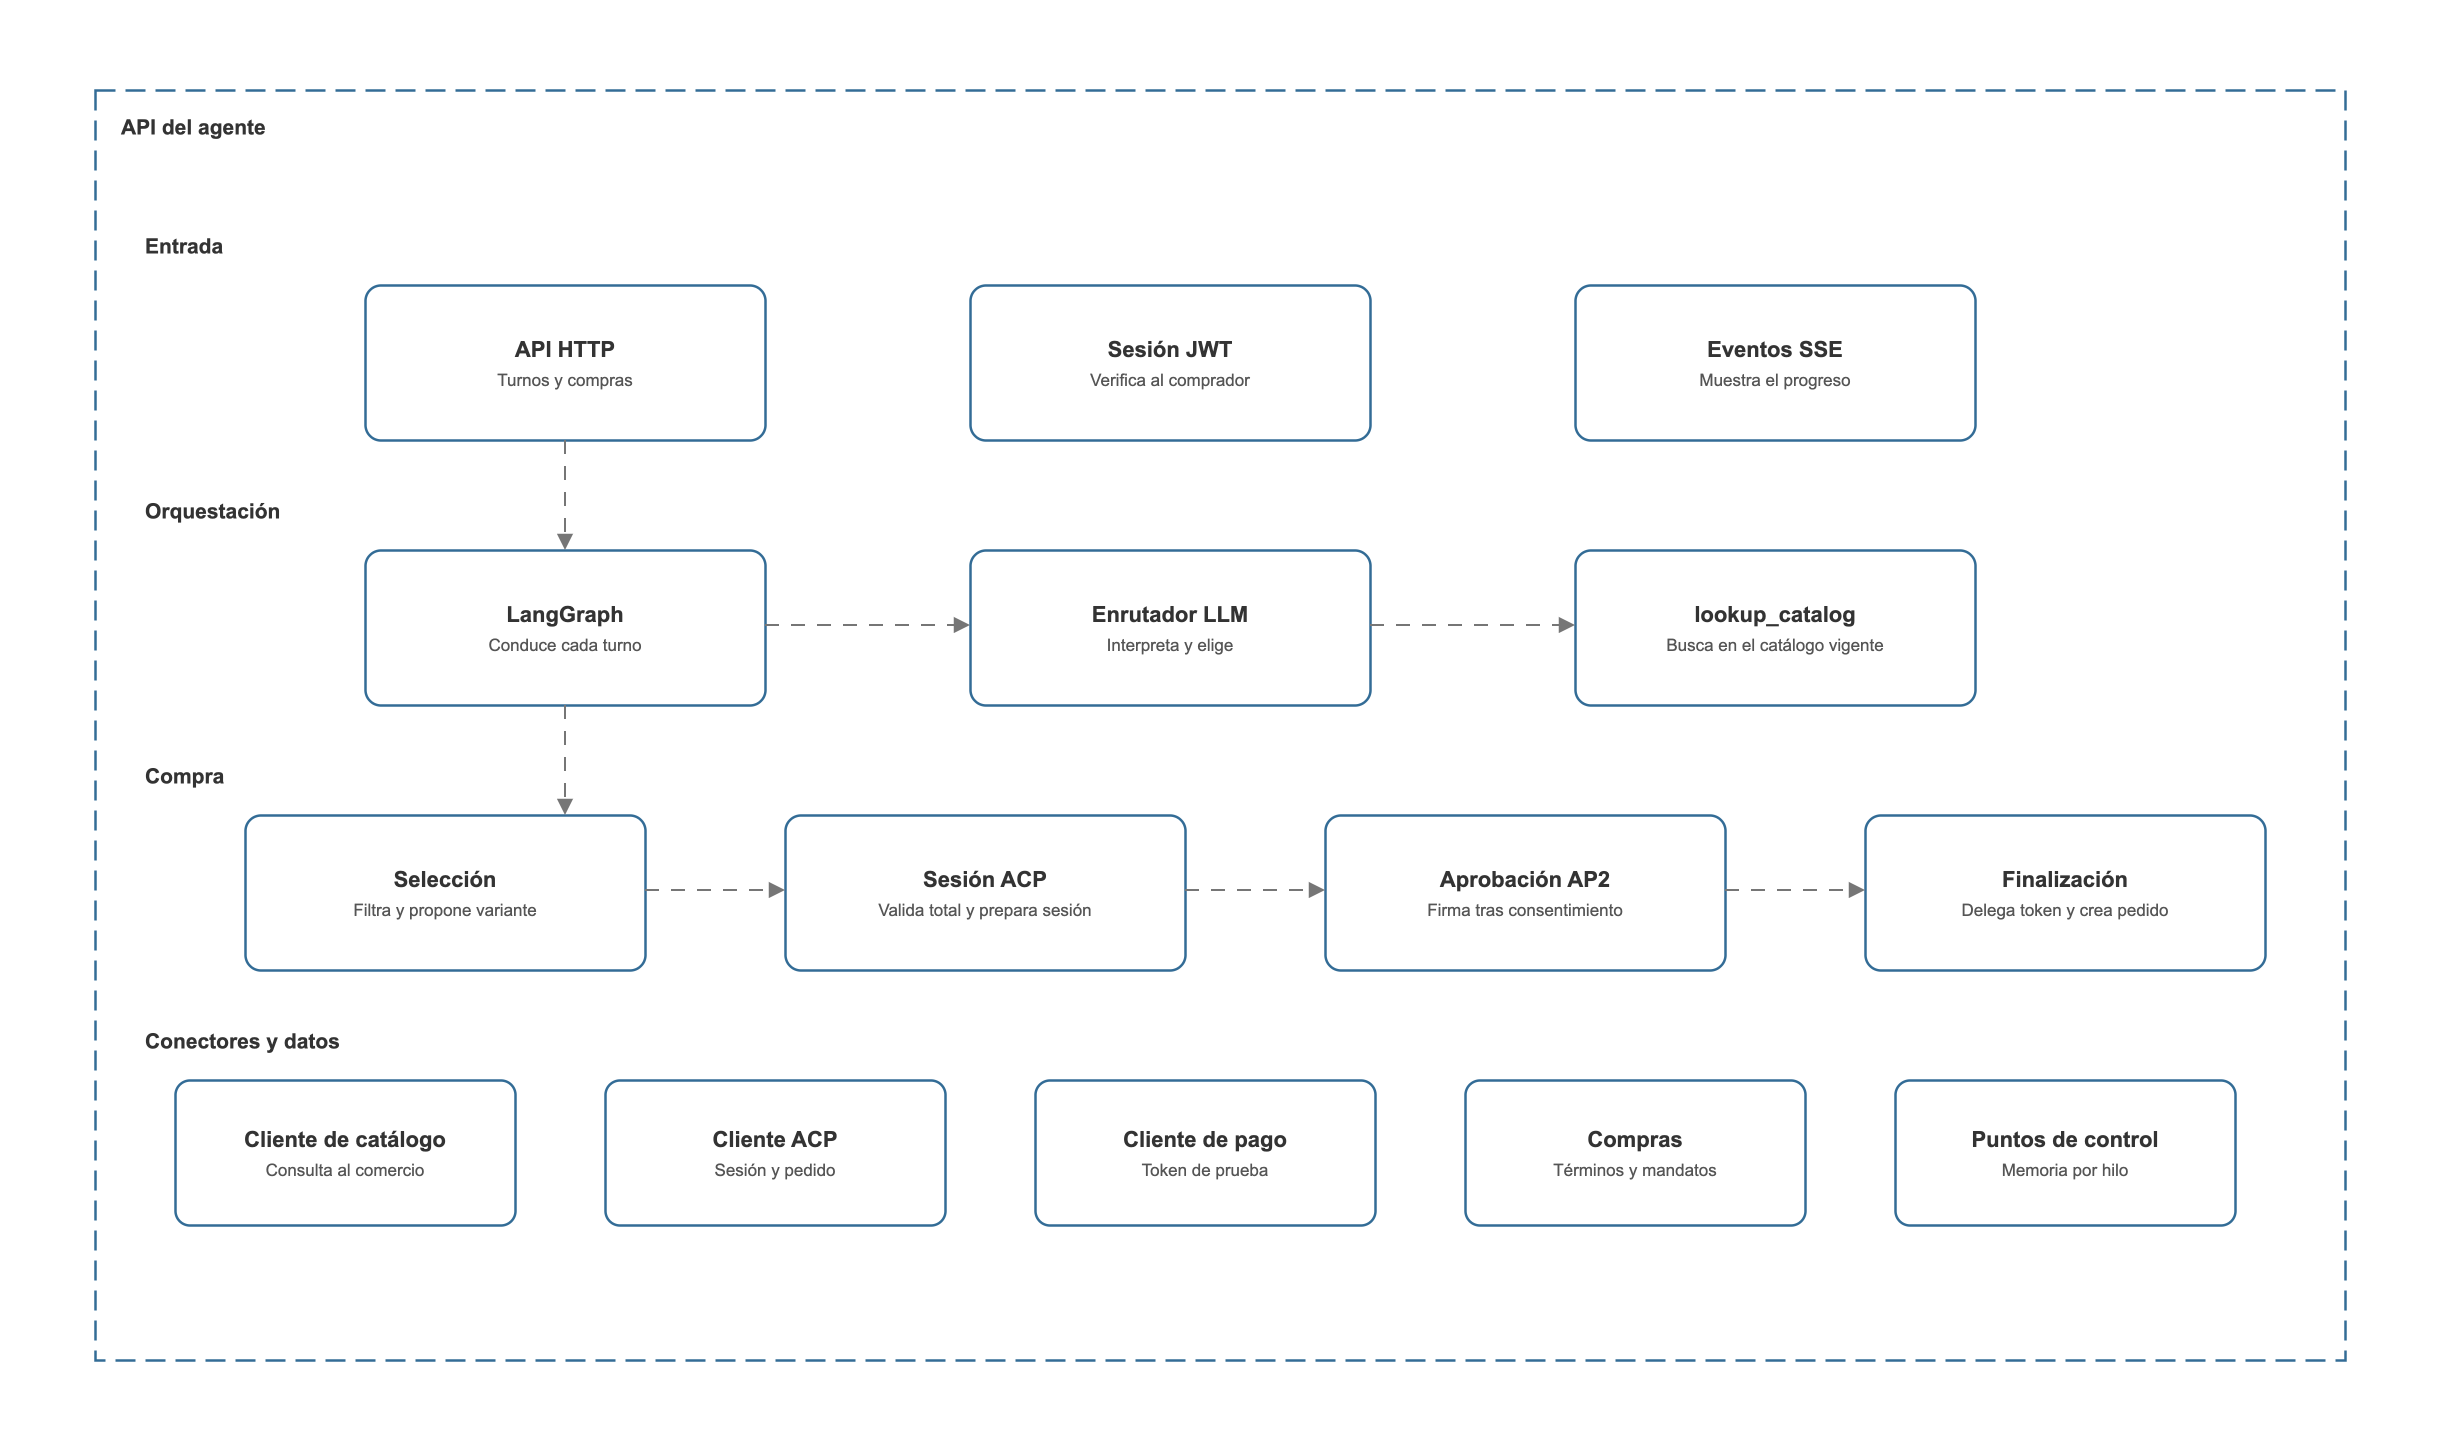 API del agente
Entrada
API HTTP
Turnos y compras
Sesión JWT
Verifica al comprador
Eventos SSE
Muestra el progreso
Orquestación
LangGraph
Conduce cada turno
Enrutador LLM
Interpreta y elige
lookup_catalog
Busca en el catálogo vigente
Compra
Selección
Filtra y propone variante
Sesión ACP
Valida total y prepara sesión
Aprobación AP2
Firma tras consentimiento
Finalización
Delega token y crea pedido
Conectores y datos
Cliente de catálogo
Consulta al comercio
Cliente ACP
Sesión y pedido
Cliente de pago
Token de prueba
Compras
Términos y mandatos
Puntos de control
Memoria por hilo